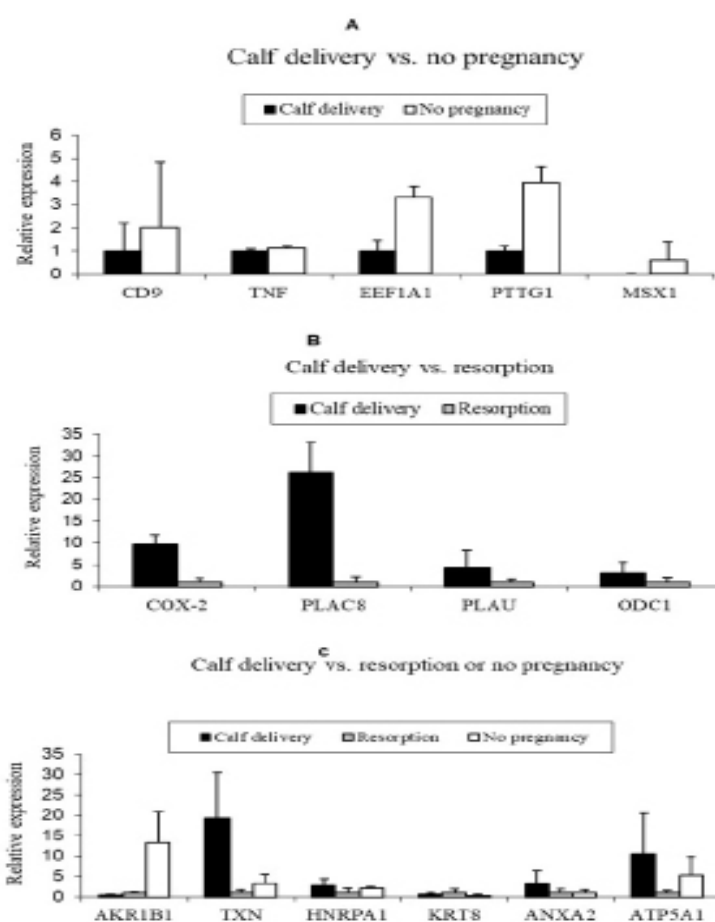 A
Calf delivery vs. no pregnancy
Calf delivery No pregnancy
Relative expression
6
5
4
3
2
1
0
CD9 TNF EEF1A1 PTTG1 MSX1
B
Calf delivery vs. resorption
Calf delivery Resorption
Relative expression
35
30
25
20
15
10
5
0
COX-2 PLAC8 PLAU ODC1
C
Calf delivery vs. resorption or no pregnancy
Calf delivery Resorption No pregnancy
Relative expression
35
30
25
20
15
10
5
0
AKR1B1 TXN HNRPA1 KRT8 ANXA2 ATP5A1